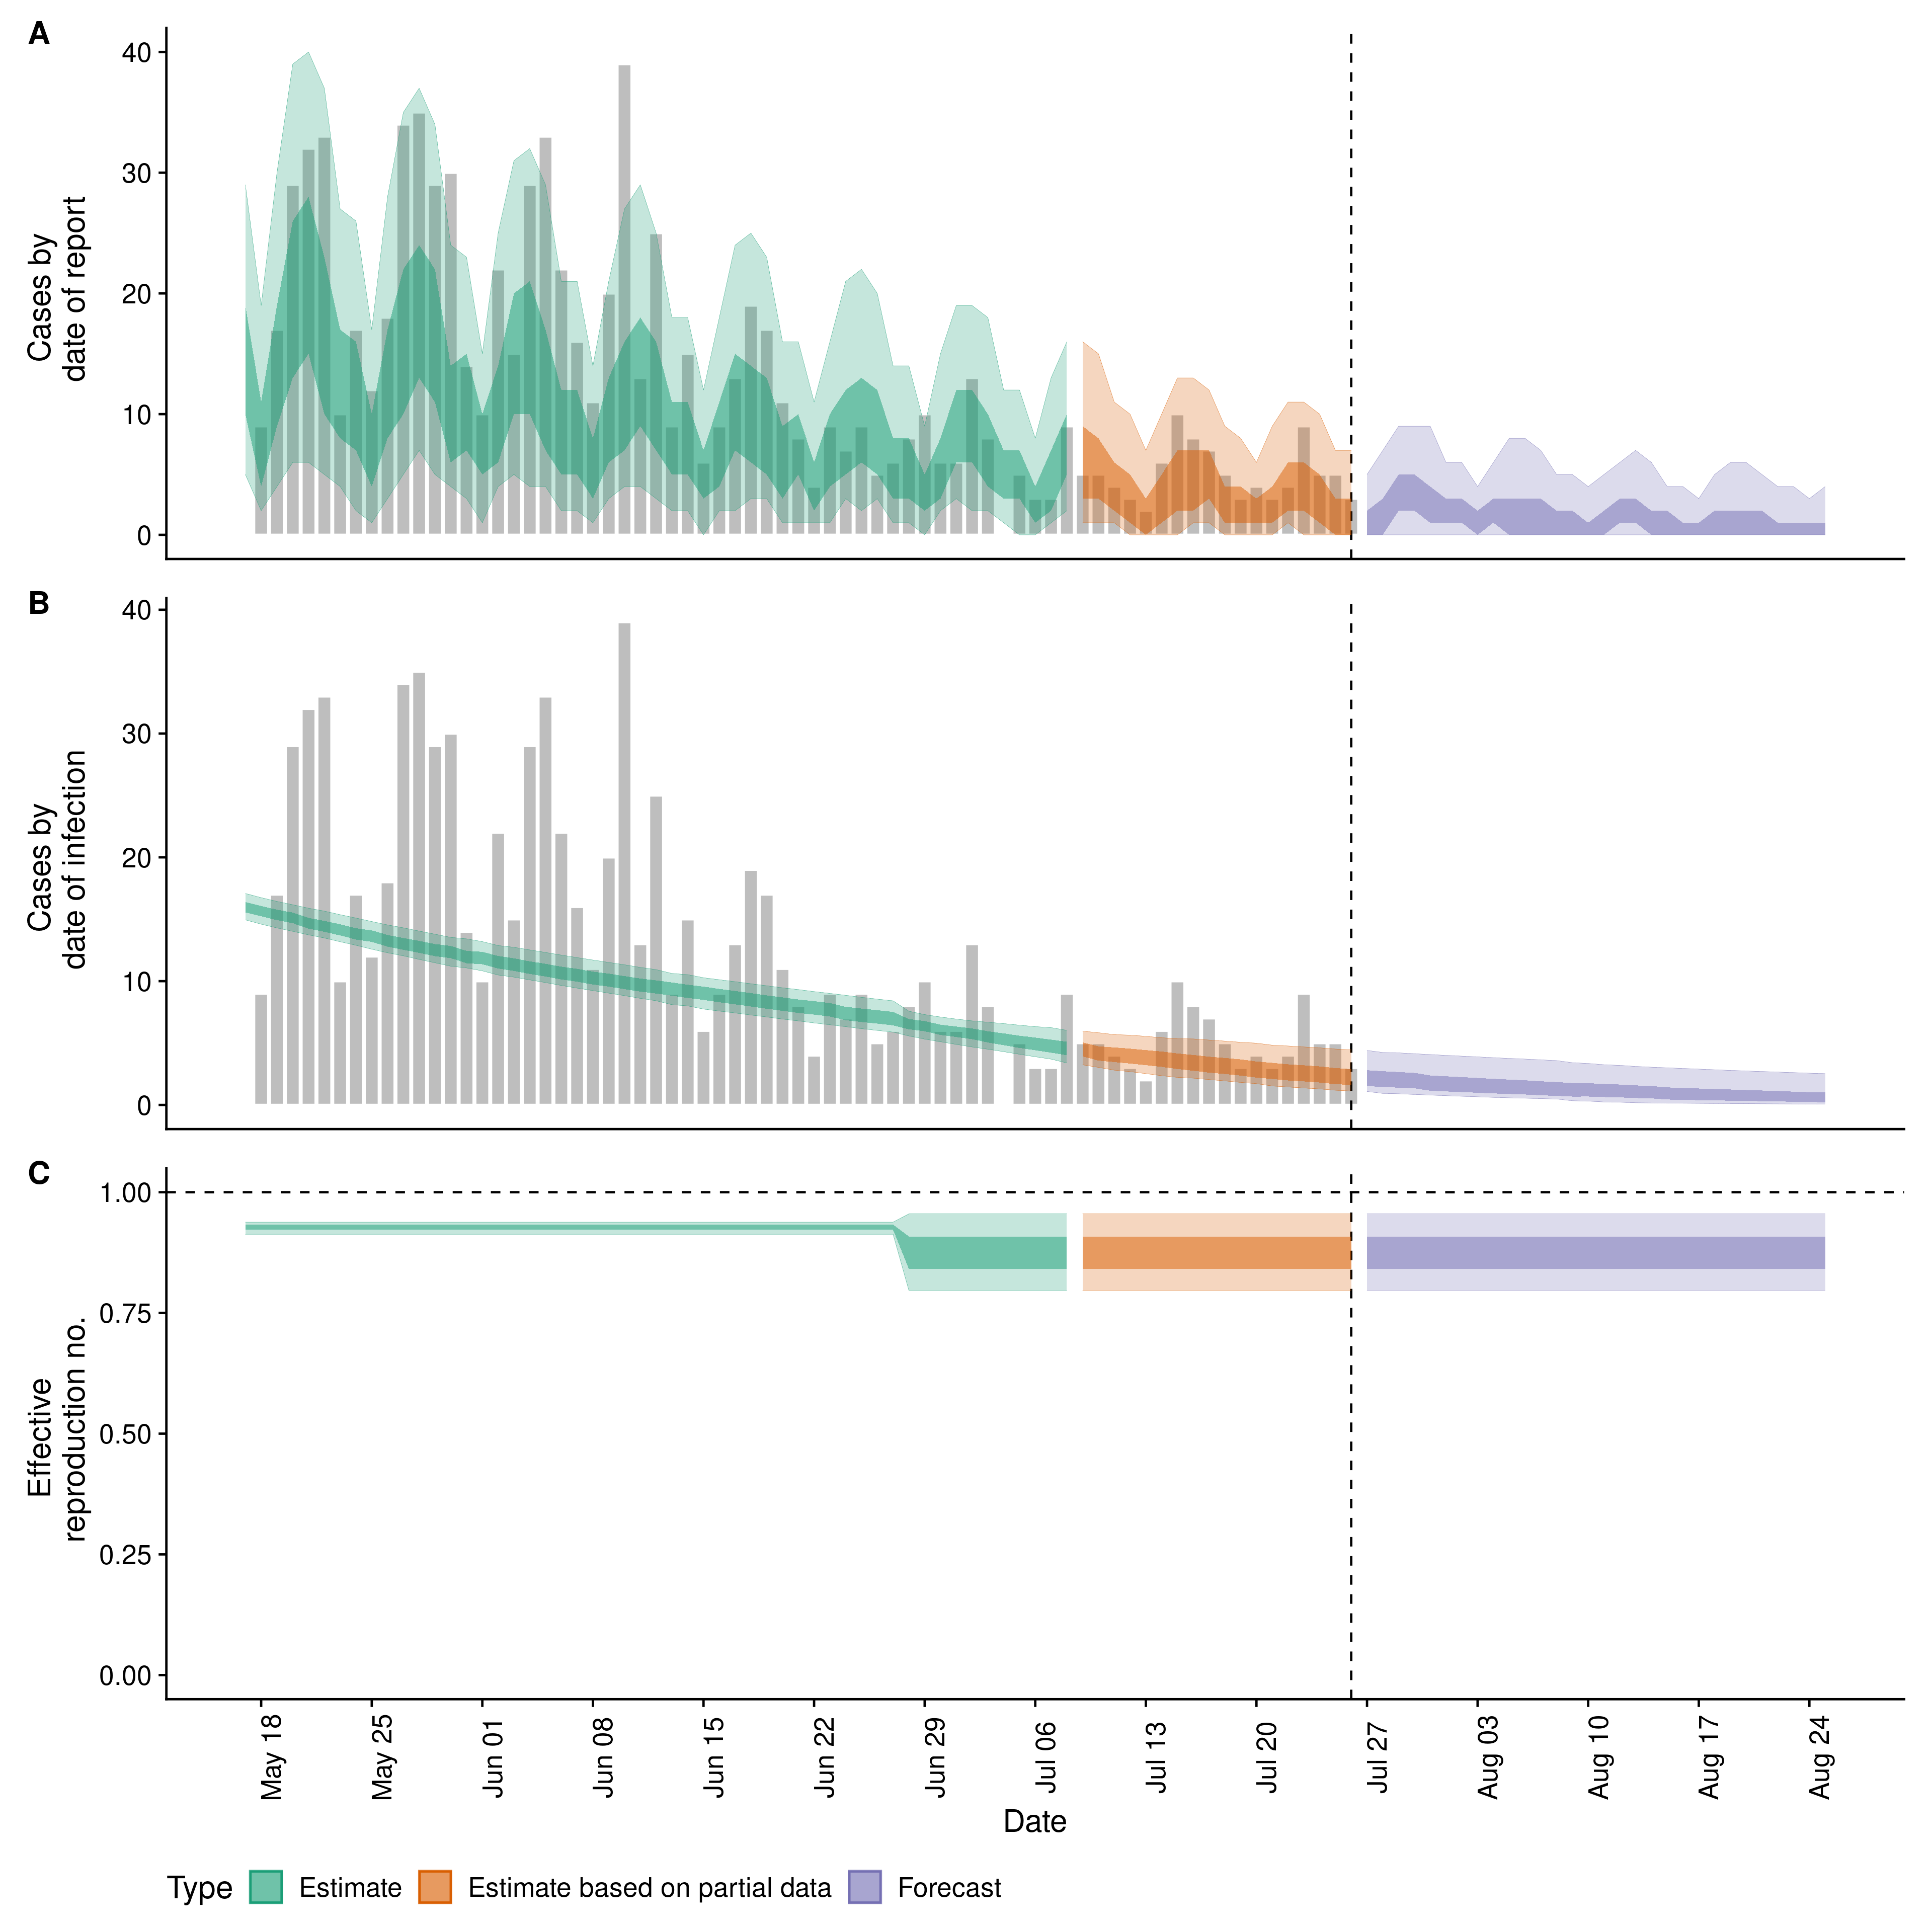 A
40
30
20
10
0
Cases by
date of report
B
40
30
20
10
0
Cases by
date of infection
C
1.00
0.75
0.50
0.25
0.00
Effective
reproduction no.
May 18
May 25
Jun 01
Jun 08
Jun 15
Jun 22
Jun 29
Jul 06
Jul 13
Jul 20
Jul 27
Aug 03
Aug 10
Aug 17
Aug 24
Date
Type Estimate Estimate based on partial data Forecast